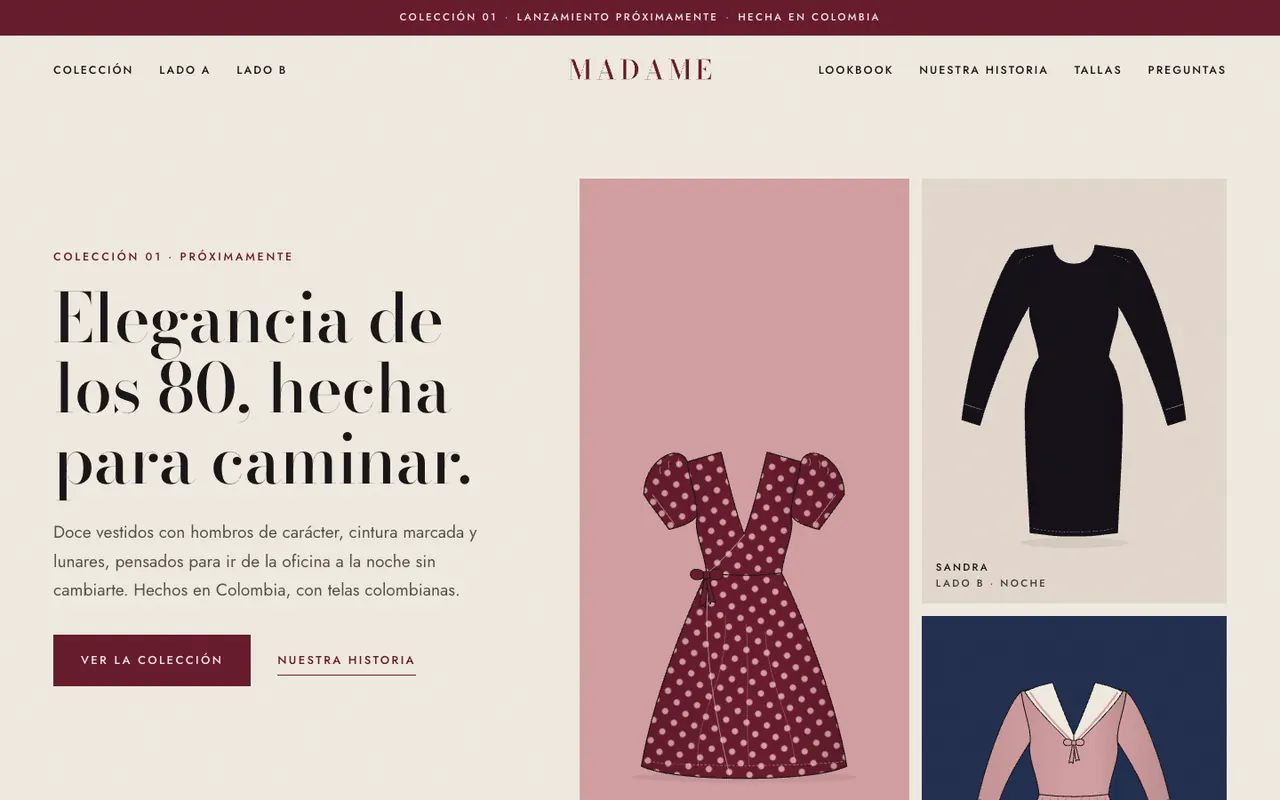 COLECCIÓN 01 · LANZAMIENTO PRÓXIMAMENTE · HECHA EN COLOMBIA
COLECCIÓN LADO A LADO B MADAME LOOKBOOK NUESTRA HISTORIA TALLAS PREGUNTAS
COLECCIÓN 01 · PRÓXIMAMENTE
Elegancia de
los 80, hecha
para caminar.
Doce vestidos con hombros de carácter, cintura marcada y
lunares, pensados para ir de la oficina a la noche sin
cambiarte. Hechos en Colombia, con telas colombianas.
VER LA COLECCIÓN NUESTRA HISTORIA
SANDRA
LADO B · NOCHE